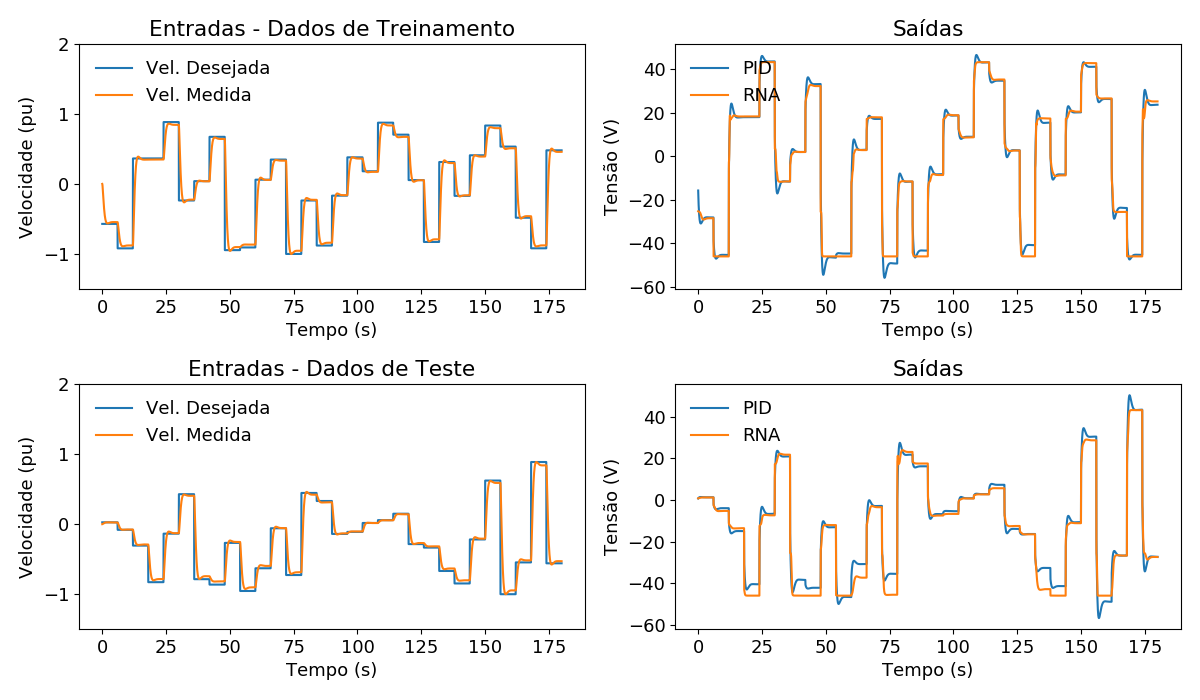 Entradas - Dados de Treinamento
Vel. Desejada
Vel. Medida
Velocidade (pu)
2
1
0
−1
0 25 50 75 100 125 150 175
Tempo (s)
Saídas
PID
RNA
Tensão (V)
40
20
0
−20
−40
−60
0 25 50 75 100 125 150 175
Tempo (s)
Entradas - Dados de Teste
Vel. Desejada
Vel. Medida
Velocidade (pu)
2
1
0
−1
0 25 50 75 100 125 150 175
Tempo (s)
Saídas
PID
RNA
Tensão (V)
40
20
0
−20
−40
−60
0 25 50 75 100 125 150 175
Tempo (s)